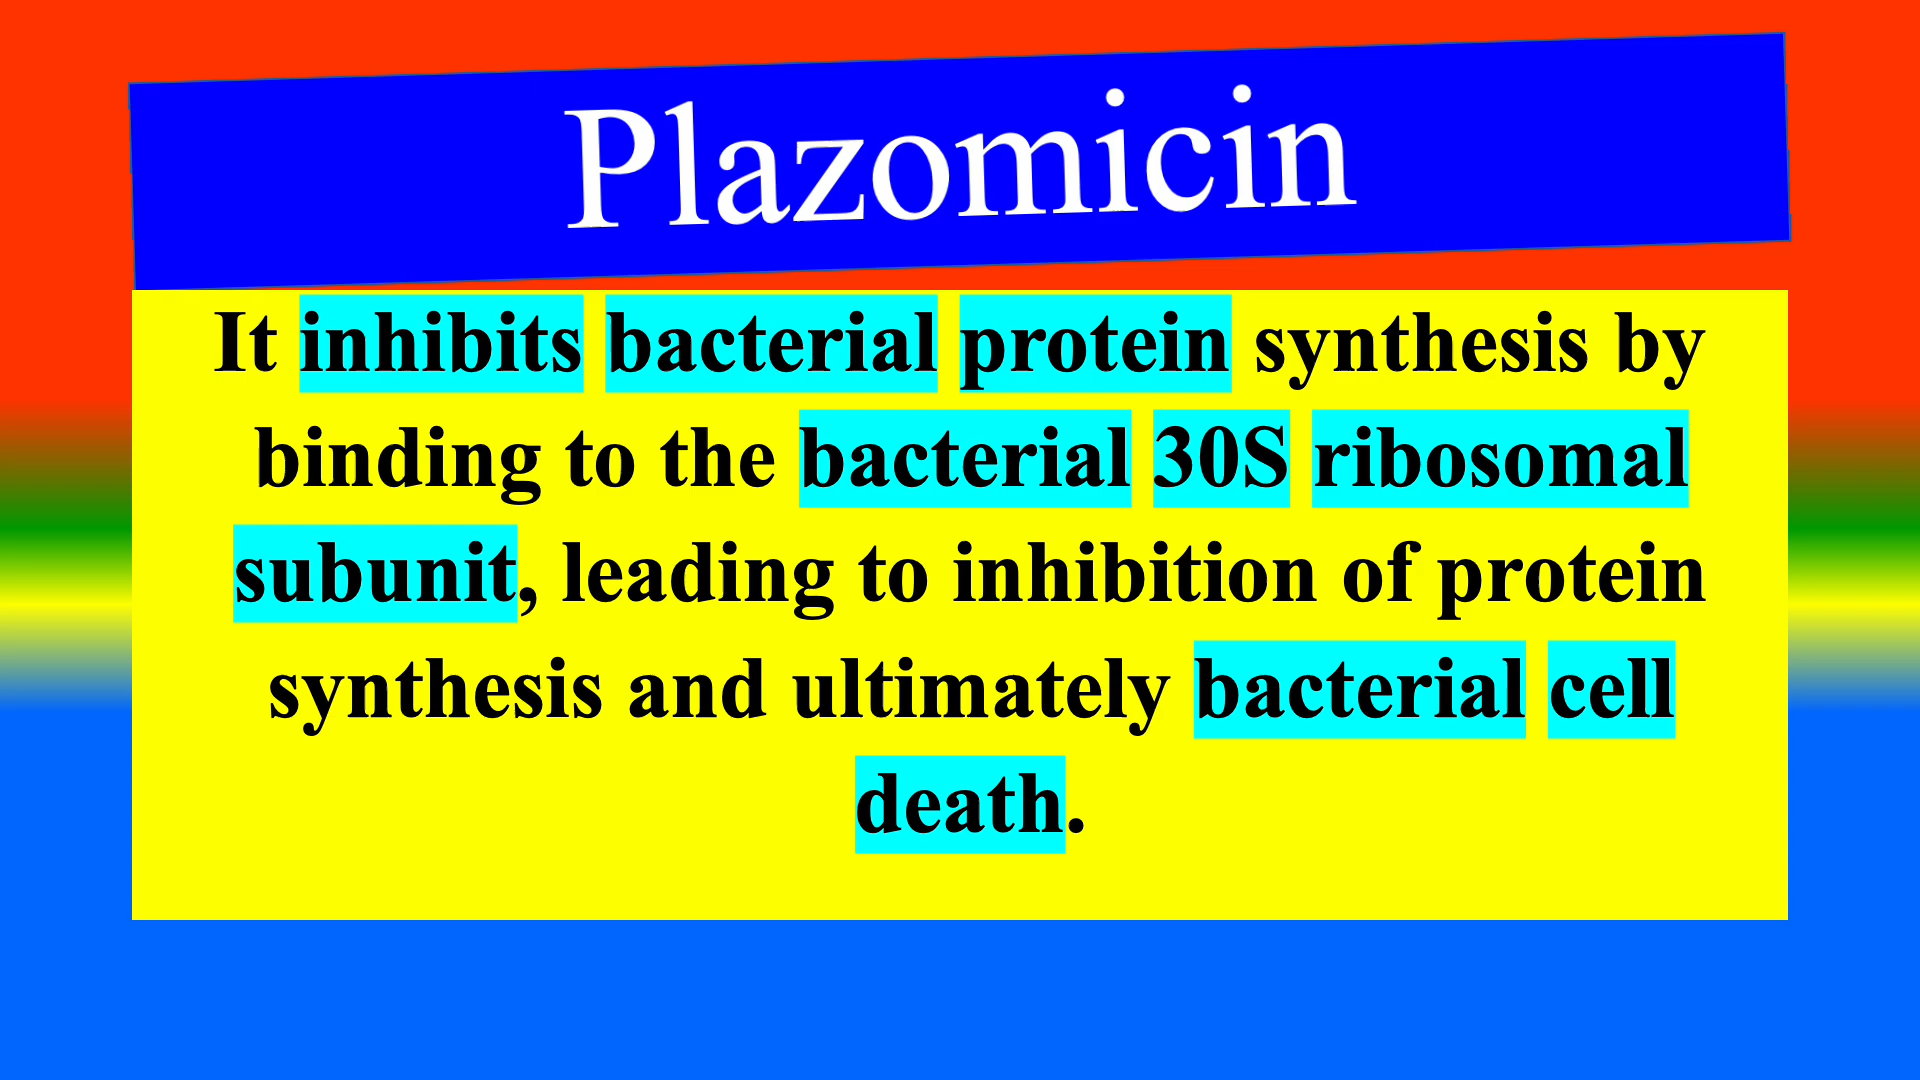 Plazomicin
It inhibits bacterial protein synthesis by
binding to the bacterial 30S ribosomal
subunit, leading to inhibition of protein
synthesis and ultimately bacterial cell
death.